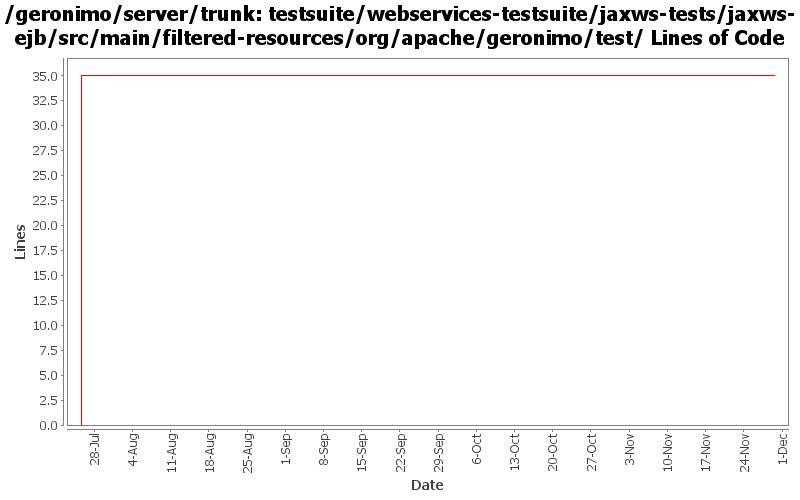 /geronimo/server/trunk: testsuite/webservices-testsuite/jaxws-tests/jaxws-
ejb/src/main/filtered-resources/org/apache/geronimo/test/ Lines of Code
35.0
32.5
30.0
27.5
25.0
22.5
20.0
17.5
15.0
12.5
10.0
7.5
5.0
2.5
0.0
Lines
28-Jul
4-Aug
11-Aug
18-Aug
25-Aug
1-Sep
8-Sep
15-Sep
22-Sep
29-Sep
6-Oct
13-Oct
20-Oct
27-Oct
3-Nov
10-Nov
17-Nov
24-Nov
1-Dec
Date